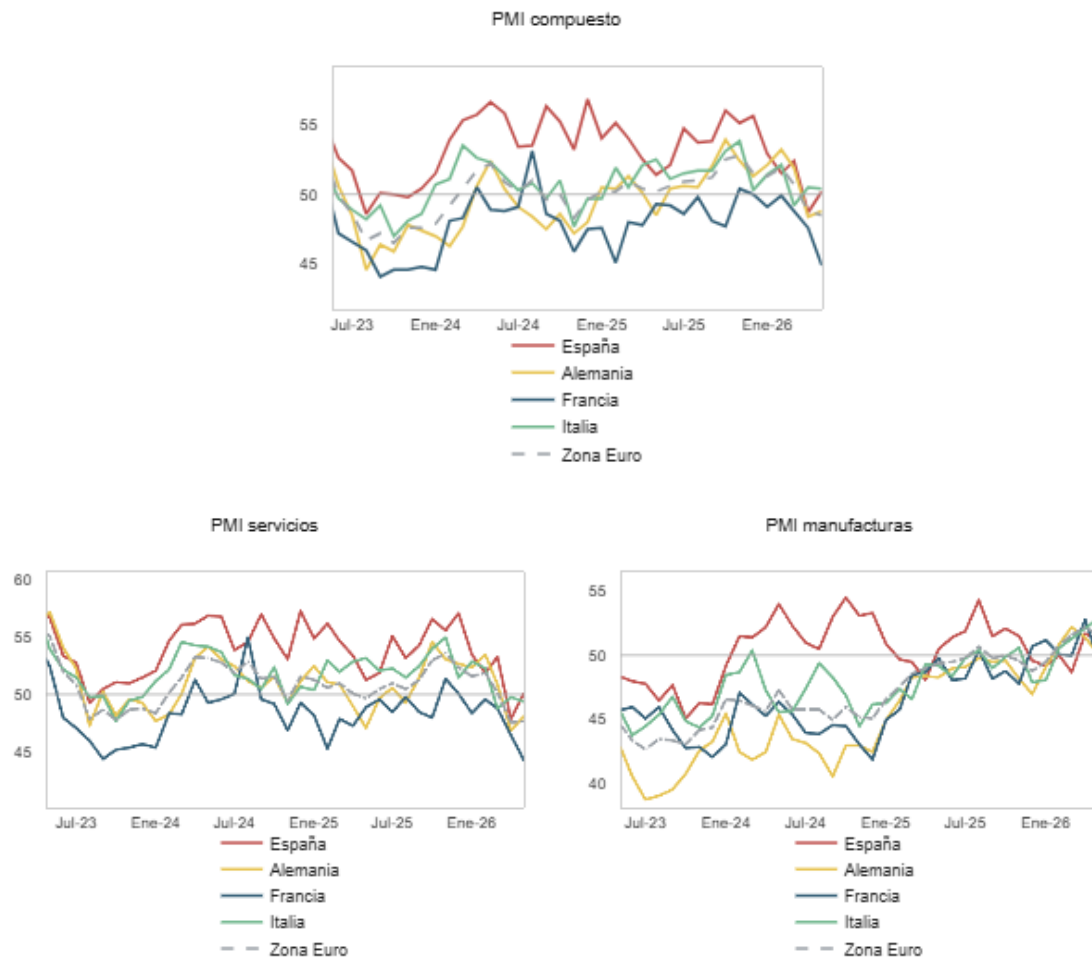 PMI compuesto
55
50
45
Jul-23 Ene-24 Jul-24 Ene-25 Jul-25 Ene-26
España
Alemania
Francia
Italia
Zona Euro
PMI servicios
60
55
50
45
Jul-23 Ene-24 Jul-24 Ene-25 Jul-25 Ene-26
España
Alemania
Francia
Italia
Zona Euro
PMI manufacturas
55
50
45
40
Jul-23 Ene-24 Jul-24 Ene-25 Jul-25 Ene-26
España
Alemania
Francia
Italia
Zona Euro